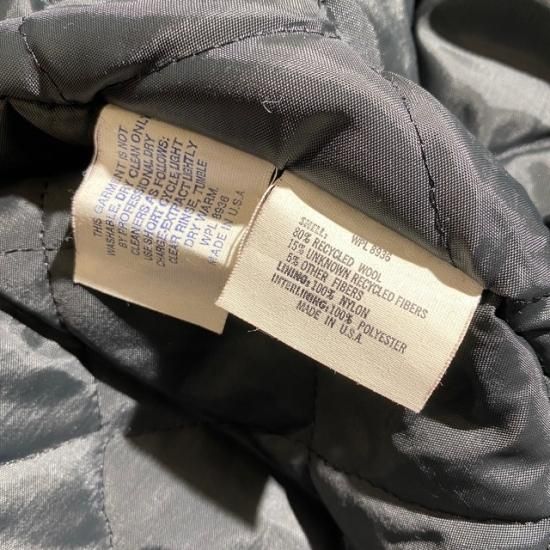 THIS GARMENT IS NOT
WASHABLE, DRY CLEAN ONLY
BY PROFESSIONAL DRY
CLEANERS AS FOLLOWS:
USE SHORT CYCLE LIGHT
CHARGE-EXTRACT LIGHTLY
CLEAR RINSE, TUMBLE
DRY WARM.
WPL 8936
MADE IN U.S.A.
WPL 8936
SHELL:
80% RECYCLED WOOL
15% UNKNOWN RECYCLED FIBERS
5% OTHER FIBERS
LINING:100% NYLON
INTERLINING:100% POLYESTER
MADE IN U.S.A.